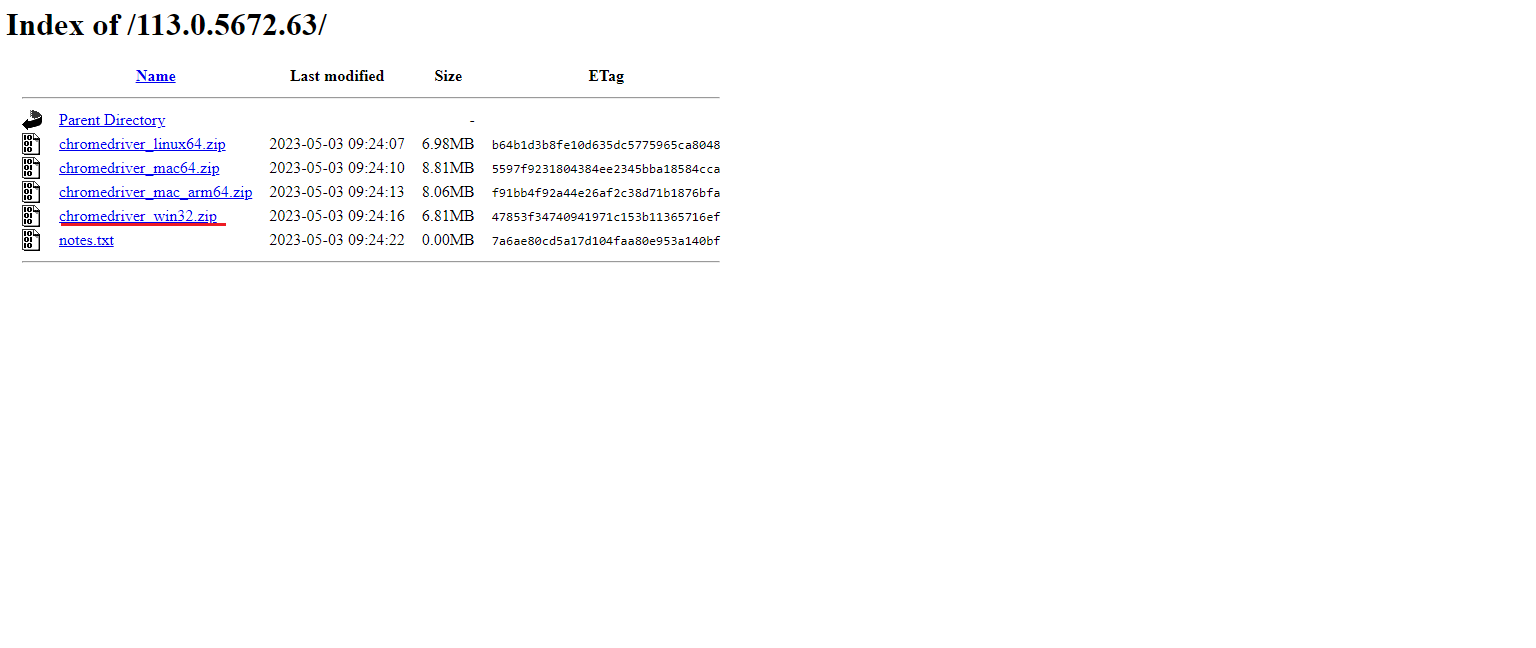 Index of /113.0.5672.63/
Name Last modified Size ETag
Parent Directory -
chromedriver_linux64.zip 2023-05-03 09:24:07 6.98MB b64b1d3b8fe10d635dc5775965ca8048
chromedriver_mac64.zip 2023-05-03 09:24:10 8.81MB 5597f9231804384ee2345bba18584cca
chromedriver_mac_arm64.zip 2023-05-03 09:24:13 8.06MB f91bb4f92a44e26af2c38d71b1876bfa
chromedriver_win32.zip 2023-05-03 09:24:16 6.81MB 47853f34740941971c153b11365716ef
notes.txt 2023-05-03 09:24:22 0.00MB 7a6ae80cd5a17d104faa80e953a140bf